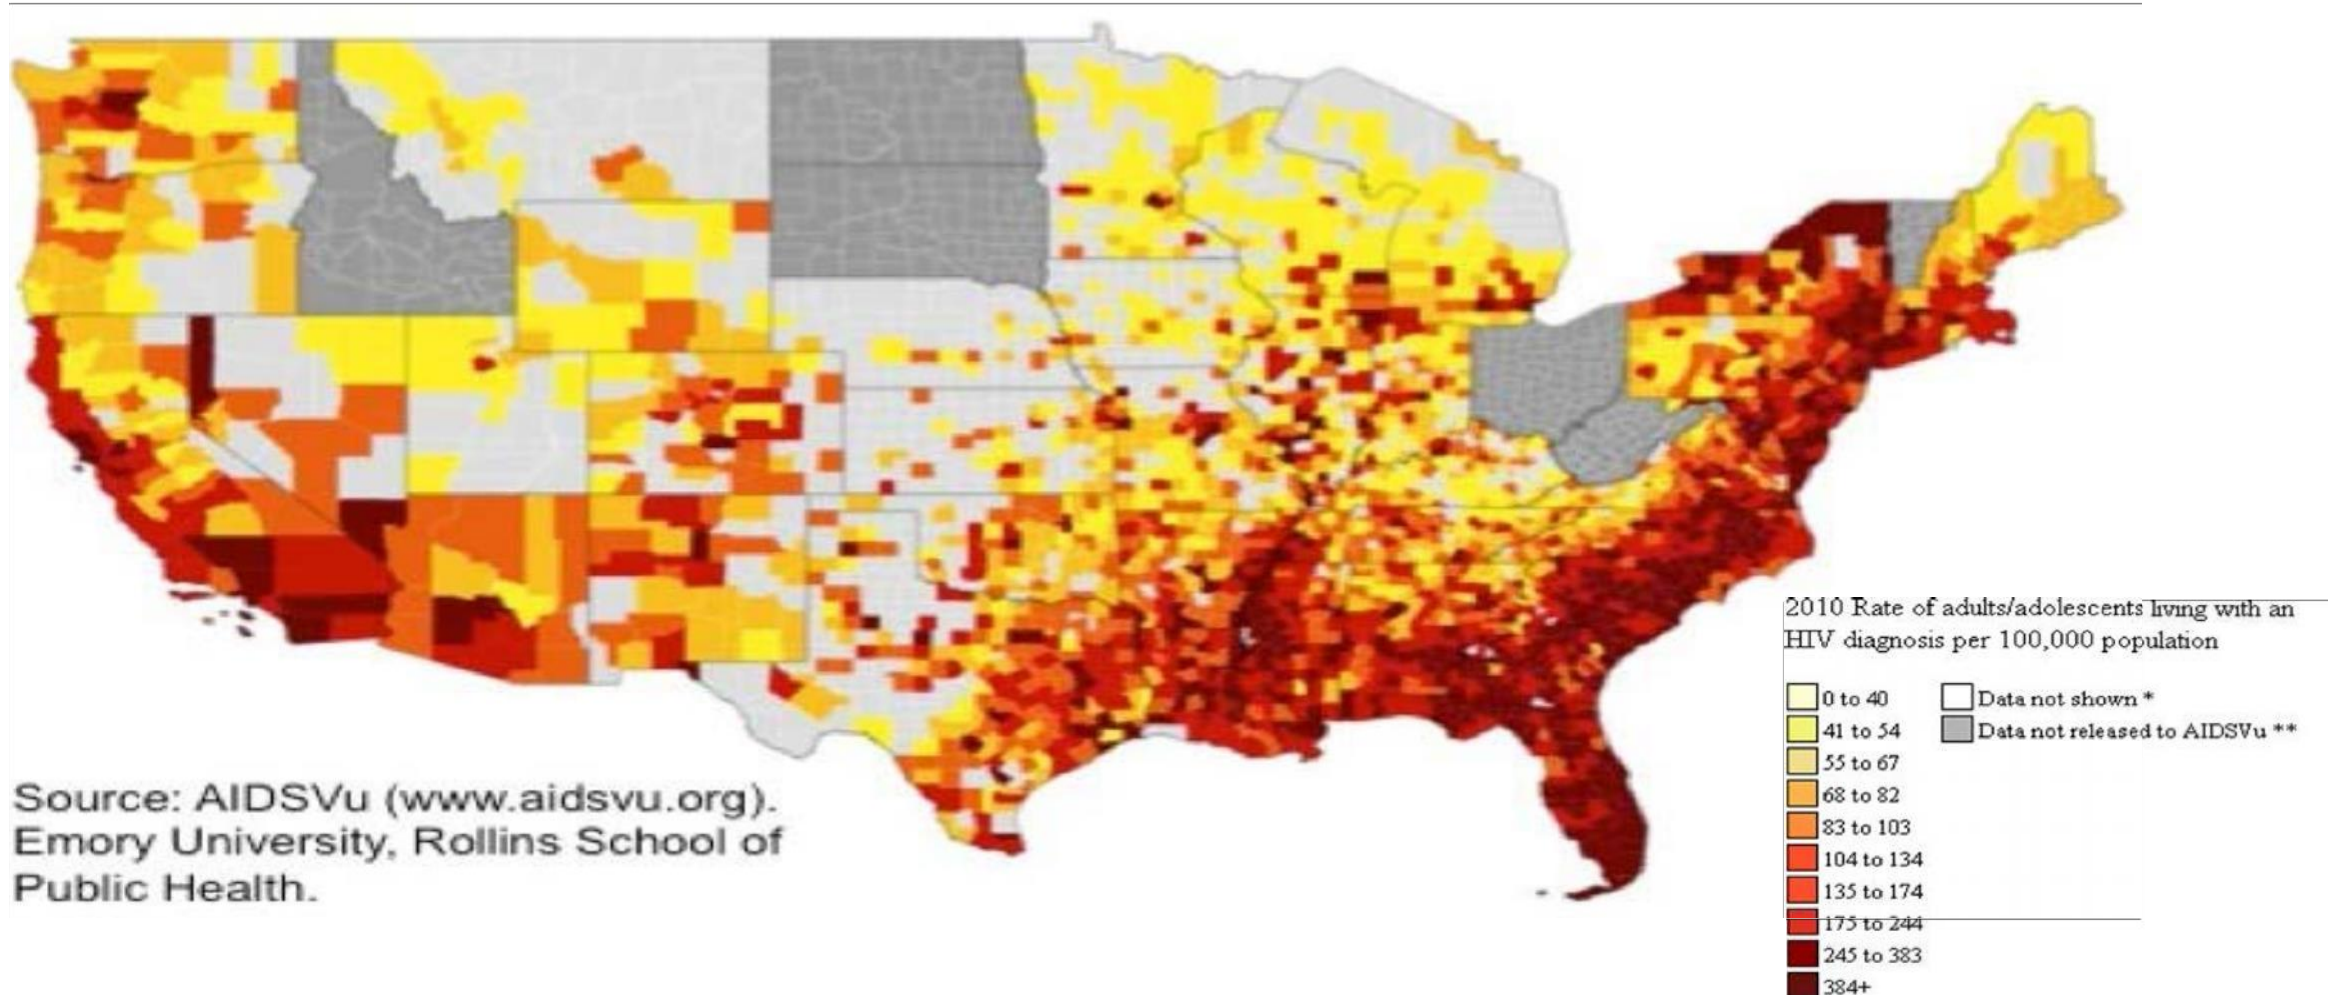 Source: AIDSVu (www.aidsvu.org).
Emory University, Rollins School of
Public Health.
2010 Rate of adults/adolescents living with an
HIV diagnosis per 100,000 population
0 to 40
41 to 54
55 to 67
68 to 82
83 to 103
104 to 134
135 to 174
175 to 244
245 to 383
384+
Data not shown *
Data not released to AIDSVu **